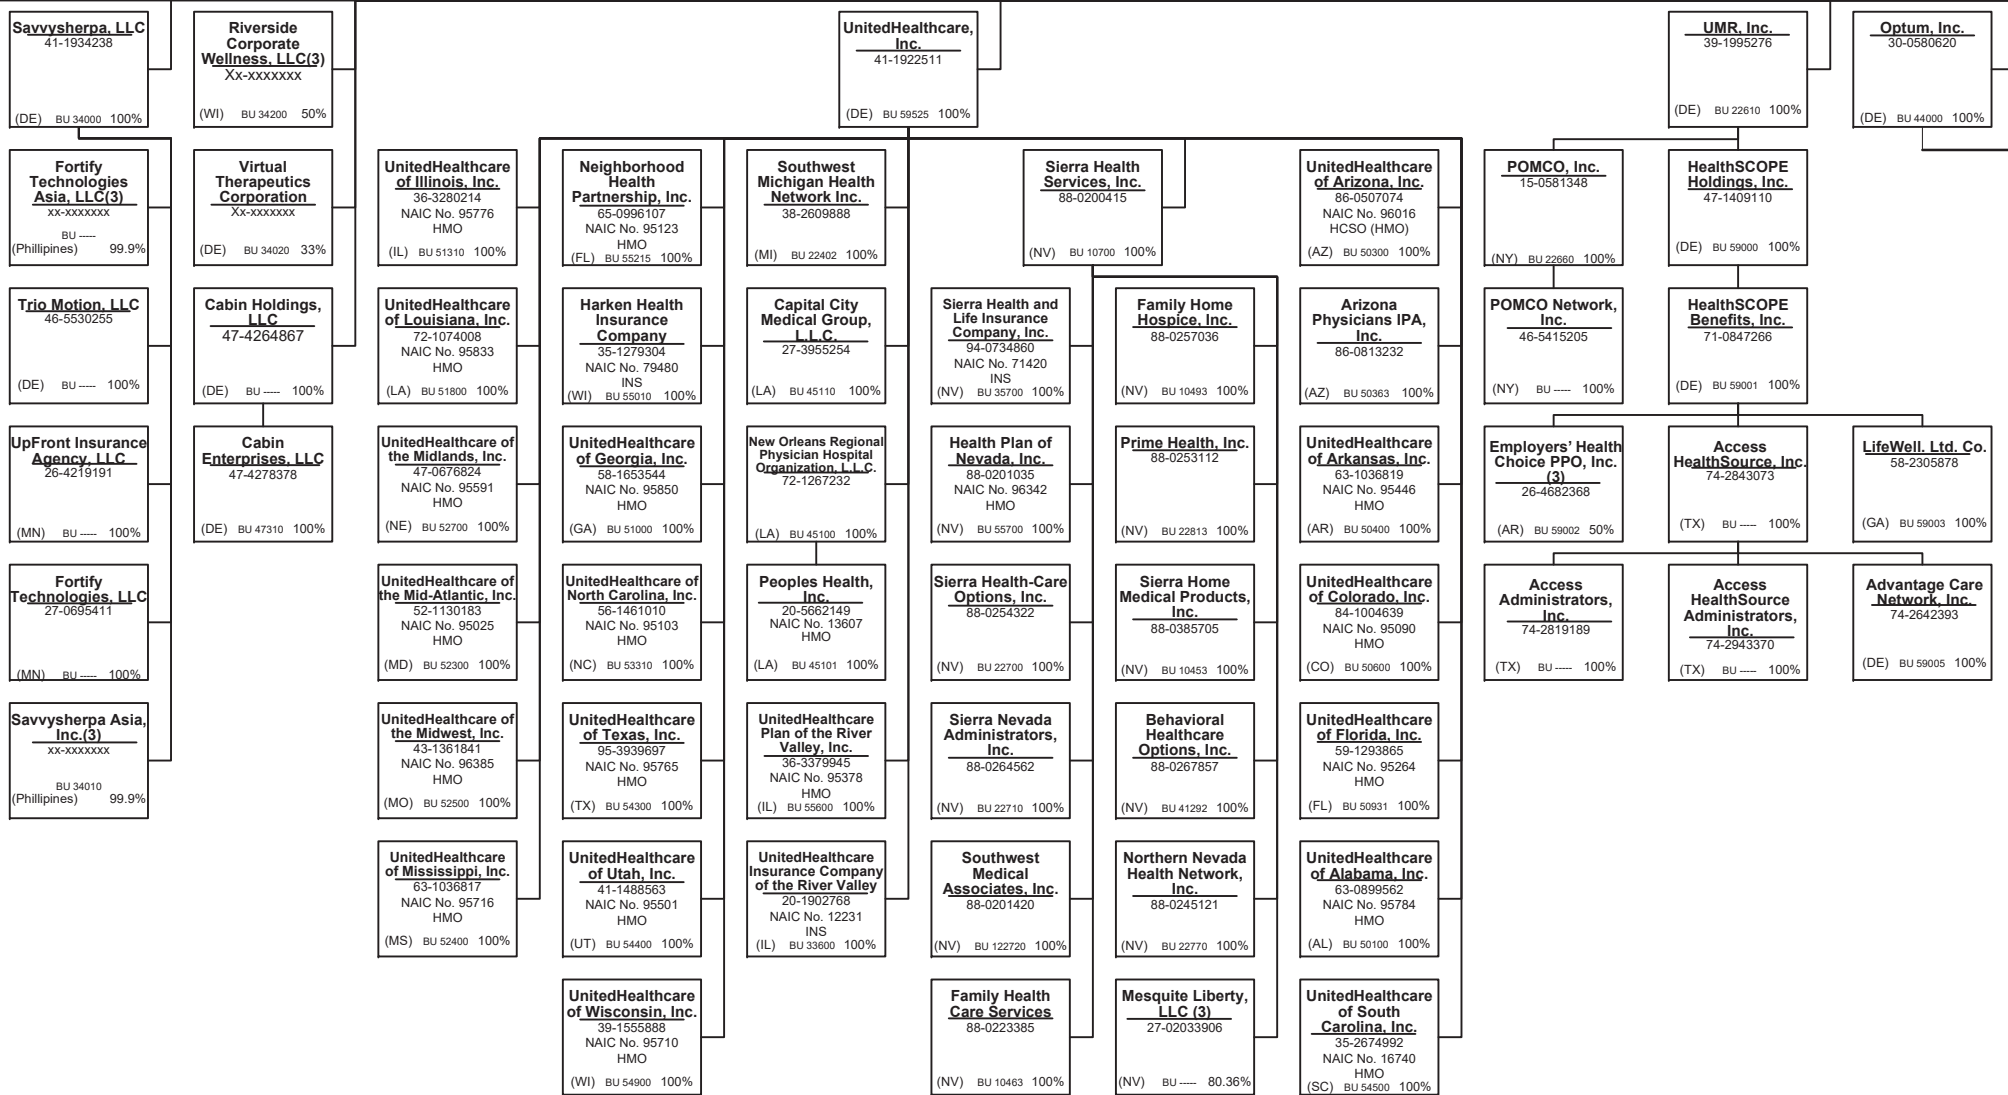 Savvysherpa, LLC
41-1934238
(DE) BU 34000 100%
Riverside
Corporate
Wellness, LLC(3)
Xx-xxxxxxx
(WI) BU 34200 50%
UnitedHealthcare,
Inc.
41-1922511
(DE) BU 59525 100%
UMR, Inc.
39-1995276
(DE) BU 22610 100%
Optum, Inc.
30-0580620
(DE) BU 44000 100%
Fortify
Technologies
Asia, LLC(3)
xx-xxxxxxx
BU -----
(Phillipines) 99.9%
Virtual
Therapeutics
Corporation
Xx-xxxxxxx
(DE) BU 34020 33%
UnitedHealthcare
of Illinois, Inc.
36-3280214
NAIC No. 95776
HMO
(IL) BU 51310 100%
Neighborhood
Health
Partnership, Inc.
65-0996107
NAIC No. 95123
HMO
(FL) BU 55215 100%
Southwest
Michigan Health
Network Inc.
38-2609888
(MI) BU 22402 100%
Sierra Health
Services, Inc.
88-0200415
(NV) BU 10700 100%
UnitedHealthcare
of Arizona, Inc.
86-0507074
NAIC No. 96016
HCSO (HMO)
(AZ) BU 50300 100%
POMCO, Inc.
15-0581348
(NY) BU 22660 100%
HealthSCOPE
Holdings, Inc.
47-1409110
(DE) BU 59000 100%
Trio Motion, LLC
46-5530255
(DE) BU ----- 100%
Cabin Holdings,
LLC
47-4264867
(DE) BU ----- 100%
UnitedHealthcare
of Louisiana, Inc.
72-1074008
NAIC No. 95833
HMO
(LA) BU 51800 100%
Harken Health
Insurance
Company
35-1279304
NAIC No. 79480
INS
(WI) BU 55010 100%
Capital City
Medical Group,
L.L.C.
27-3955254
(LA) BU 45110 100%
Sierra Health and
Life Insurance
Company, Inc.
94-0734860
NAIC No. 71420
INS
(NV) BU 35700 100%
Family Home
Hospice, Inc.
88-0257036
(NV) BU 10493 100%
Arizona
Physicians IPA,
Inc.
86-0813232
(AZ) BU 50363 100%
POMCO Network,
Inc.
46-5415205
(NY) BU ----- 100%
HealthSCOPE
Benefits, Inc.
71-0847266
(DE) BU 59001 100%
UpFront Insurance
Agency, LLC
26-4219191
(MN) BU ----- 100%
Cabin
Enterprises, LLC
47-4278378
(DE) BU 47310 100%
UnitedHealthcare of
the Midlands, Inc.
47-0676824
NAIC No. 95591
HMO
(NE) BU 52700 100%
UnitedHealthcare
of Georgia, Inc.
58-1653544
NAIC No. 95850
HMO
(GA) BU 51000 100%
New Orleans Regional
Physician Hospital
Organization, L.L.C.
72-1267232
(LA) BU 45100 100%
Health Plan of
Nevada, Inc.
88-0201035
NAIC No. 96342
HMO
(NV) BU 55700 100%
Prime Health, Inc.
88-0253112
(NV) BU 22813 100%
UnitedHealthcare
of Arkansas, Inc.
63-1036819
NAIC No. 95446
HMO
(AR) BU 50400 100%
Employers' Health
Choice PPO, Inc.
(3)
26-4682368
(AR) BU 59002 50%
Access
HealthSource, Inc.
74-2843073
(TX) BU ----- 100%
LifeWell. Ltd. Co.
58-2305878
(GA) BU 59003 100%
Fortify
Technologies, LLC
27-0695411
(MN) BU ----- 100%
UnitedHealthcare of
the Mid-Atlantic, Inc.
52-1130183
NAIC No. 95025
HMO
(MD) BU 52300 100%
UnitedHealthcare of
North Carolina, Inc.
56-1461010
NAIC No. 95103
HMO
(NC) BU 53310 100%
Peoples Health,
Inc.
20-5662149
NAIC No. 13607
HMO
(LA) BU 45101 100%
Sierra Health-Care
Options, Inc.
88-0254322
(NV) BU 22700 100%
Sierra Home
Medical Products,
Inc.
88-0385705
(NV) BU 10453 100%
UnitedHealthcare
of Colorado, Inc.
84-1004639
NAIC No. 95090
HMO
(CO) BU 50600 100%
Access
Administrators,
Inc.
74-2819189
(TX) BU ----- 100%
Access
HealthSource
Administrators,
Inc.
74-2943370
(TX) BU ----- 100%
Advantage Care
Network, Inc.
74-2642393
(DE) BU 59005 100%
Savvysherpa Asia,
Inc.(3)
xx-xxxxxxx
BU 34010
(Phillipines) 99.9%
UnitedHealthcare of
the Midwest, Inc.
43-1361841
NAIC No. 96385
HMO
(MO) BU 52500 100%
UnitedHealthcare
of Texas, Inc.
95-3939697
NAIC No. 95765
HMO
(TX) BU 54300 100%
UnitedHealthcare
Plan of the River
Valley, Inc.
36-3379945
NAIC No. 95378
HMO
(IL) BU 55600 100%
Sierra Nevada
Administrators,
Inc.
88-0264562
(NV) BU 22710 100%
Behavioral
Healthcare
Options, Inc.
88-0267857
(NV) BU 41292 100%
UnitedHealthcare
of Florida, Inc.
59-1293865
NAIC No. 95264
HMO
(FL) BU 50931 100%
UnitedHealthcare
of Mississippi, Inc.
63-1036817
NAIC No. 95716
HMO
(MS) BU 52400 100%
UnitedHealthcare
of Utah, Inc.
41-1488563
NAIC No. 95501
HMO
(UT) BU 54400 100%
UnitedHealthcare
Insurance Company
of the River Valley
20-1902768
NAIC No. 12231
INS
(IL) BU 33600 100%
Southwest
Medical
Associates, Inc.
88-0201420
(NV) BU 122720 100%
Northern Nevada
Health Network,
Inc.
88-0245121
(NV) BU 22770 100%
UnitedHealthcare
of Alabama, Inc.
63-0899562
NAIC No. 95784
HMO
(AL) BU 50100 100%
UnitedHealthcare
of Wisconsin, Inc.
39-1555888
NAIC No. 95710
HMO
(WI) BU 54900 100%
Family Health
Care Services
88-0223385
(NV) BU 10463 100%
Mesquite Liberty,
LLC (3)
27-02033906
(NV) BU ----- 80.36%
UnitedHealthcare
of South
Carolina, Inc.
35-2674992
NAIC No. 16740
HMO
(SC) BU 54500 100%